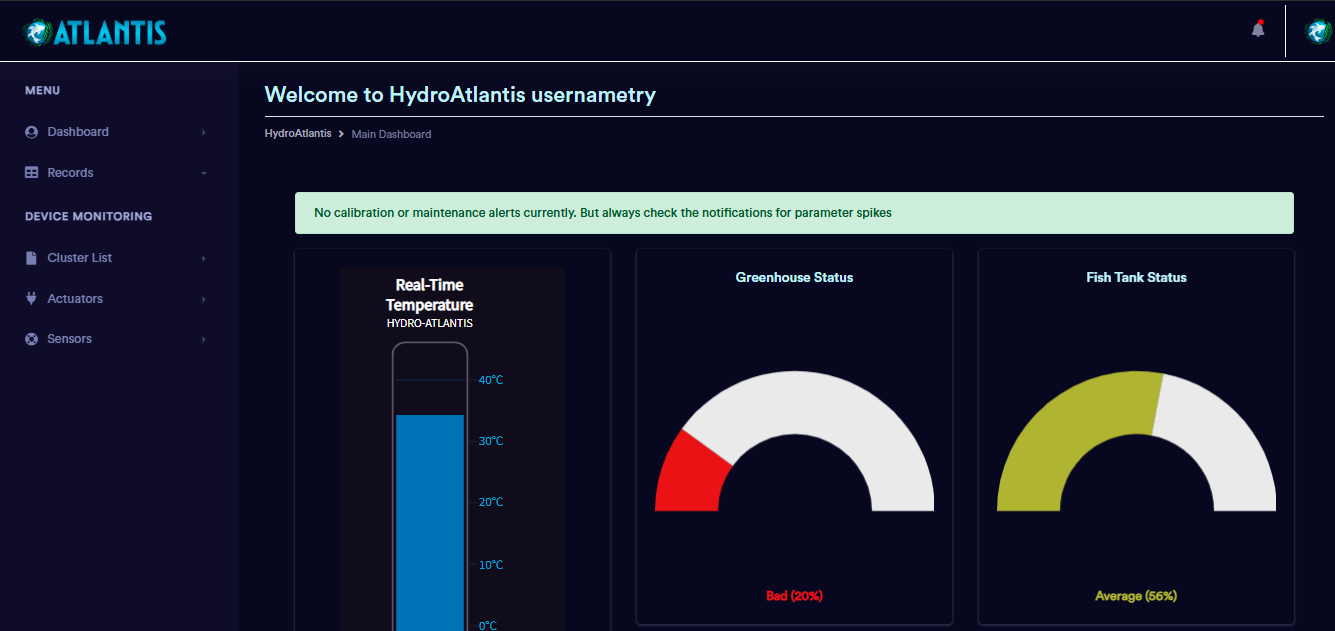 ATLANTIS
MENU
Dashboard
Records
DEVICE MONITORING
Cluster List
Actuators
Sensors
Welcome to HydroAtlantis usernametry
HydroAtlantis > Main Dashboard
No calibration or maintenance alerts currently. But always check the notifications for parameter spikes
Real-Time
Temperature
HYDRO-ATLANTIS
40°C
30°C
20°C
10°C
0°C
Greenhouse Status
Bad (20%)
Fish Tank Status
Average (56%)